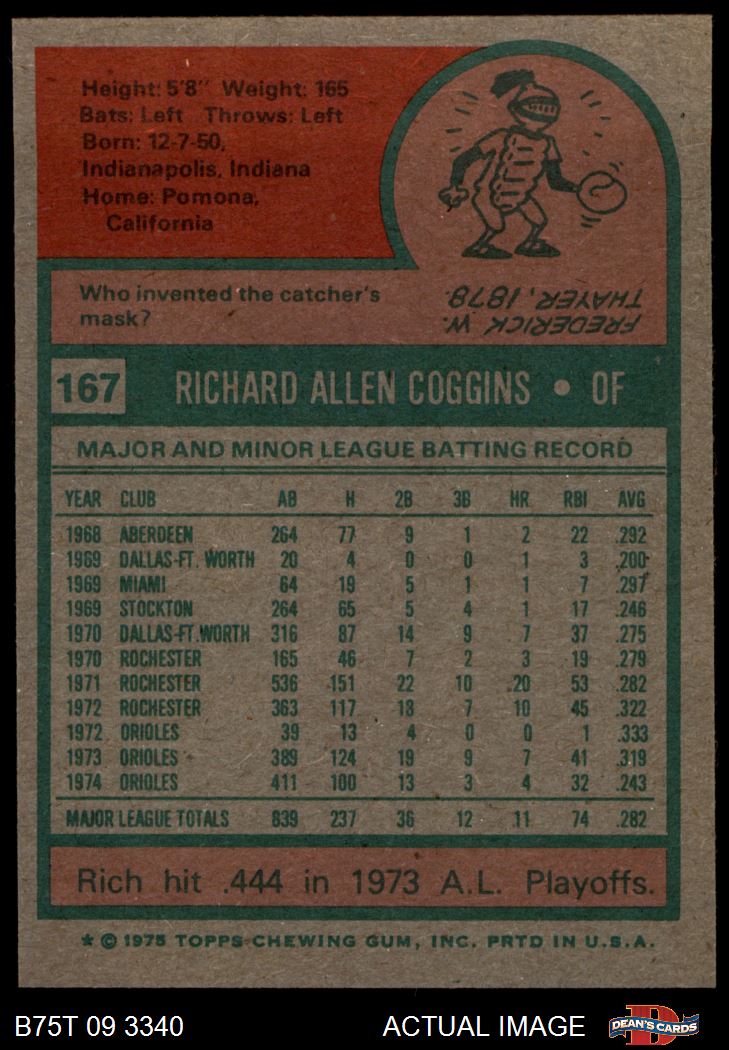 Height: 5'8" Weight: 165
Bats: Left Throws: Left
Born: 12-7-50,
Indianapolis, Indiana
Home: Pomona,
California
Who invented the catcher's
mask?
FREDERICK W.
THAYER, 1878.
167 RICHARD ALLEN COGGINS • OF
MAJOR AND MINOR LEAGUE BATTING RECORD
YEAR CLUB AB H 2B 3B HR RBI AVG
1968 ABERDEEN 264 77 9 1 2 22 .292
1969 DALLAS-FT. WORTH 20 4 0 0 1 3 .200
1969 MIAMI 64 19 5 1 1 7 .297
1969 STOCKTON 264 65 5 4 1 17 .246
1970 DALLAS-FT.WORTH 316 87 14 9 7 37 .275
1970 ROCHESTER 165 46 7 2 3 19 .279
1971 ROCHESTER 536 151 22 10 20 53 .282
1972 ROCHESTER 363 117 18 7 10 45 .322
1972 ORIOLES 39 13 4 0 0 1 .333
1973 ORIOLES 389 124 19 9 7 41 .319
1974 ORIOLES 411 100 13 3 4 32 .243
MAJOR LEAGUE TOTALS 839 237 36 12 11 74 .282
Rich hit .444 in 1973 A.L. Playoffs.
* © 1975 TOPPS CHEWING GUM, INC. PRTD IN U.S.A.
B75T 09 3340 ACTUAL IMAGE DEAN'S CARDS